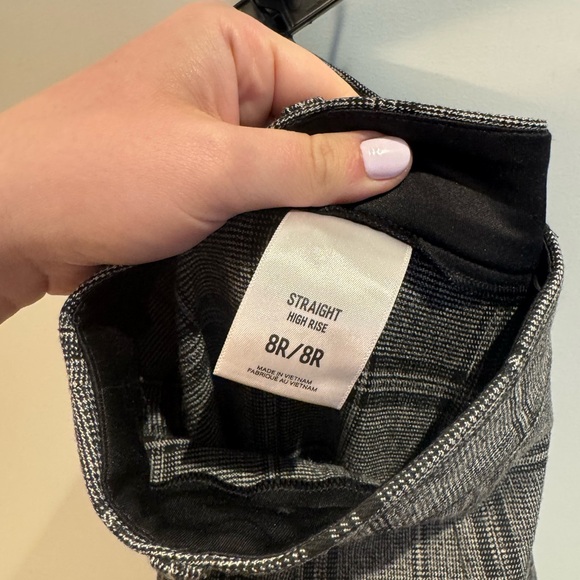 STRAIGHT
HIGH RISE
8R/8R
MADE IN VIETNAM
FABRIQUÉ AU VIETNAM